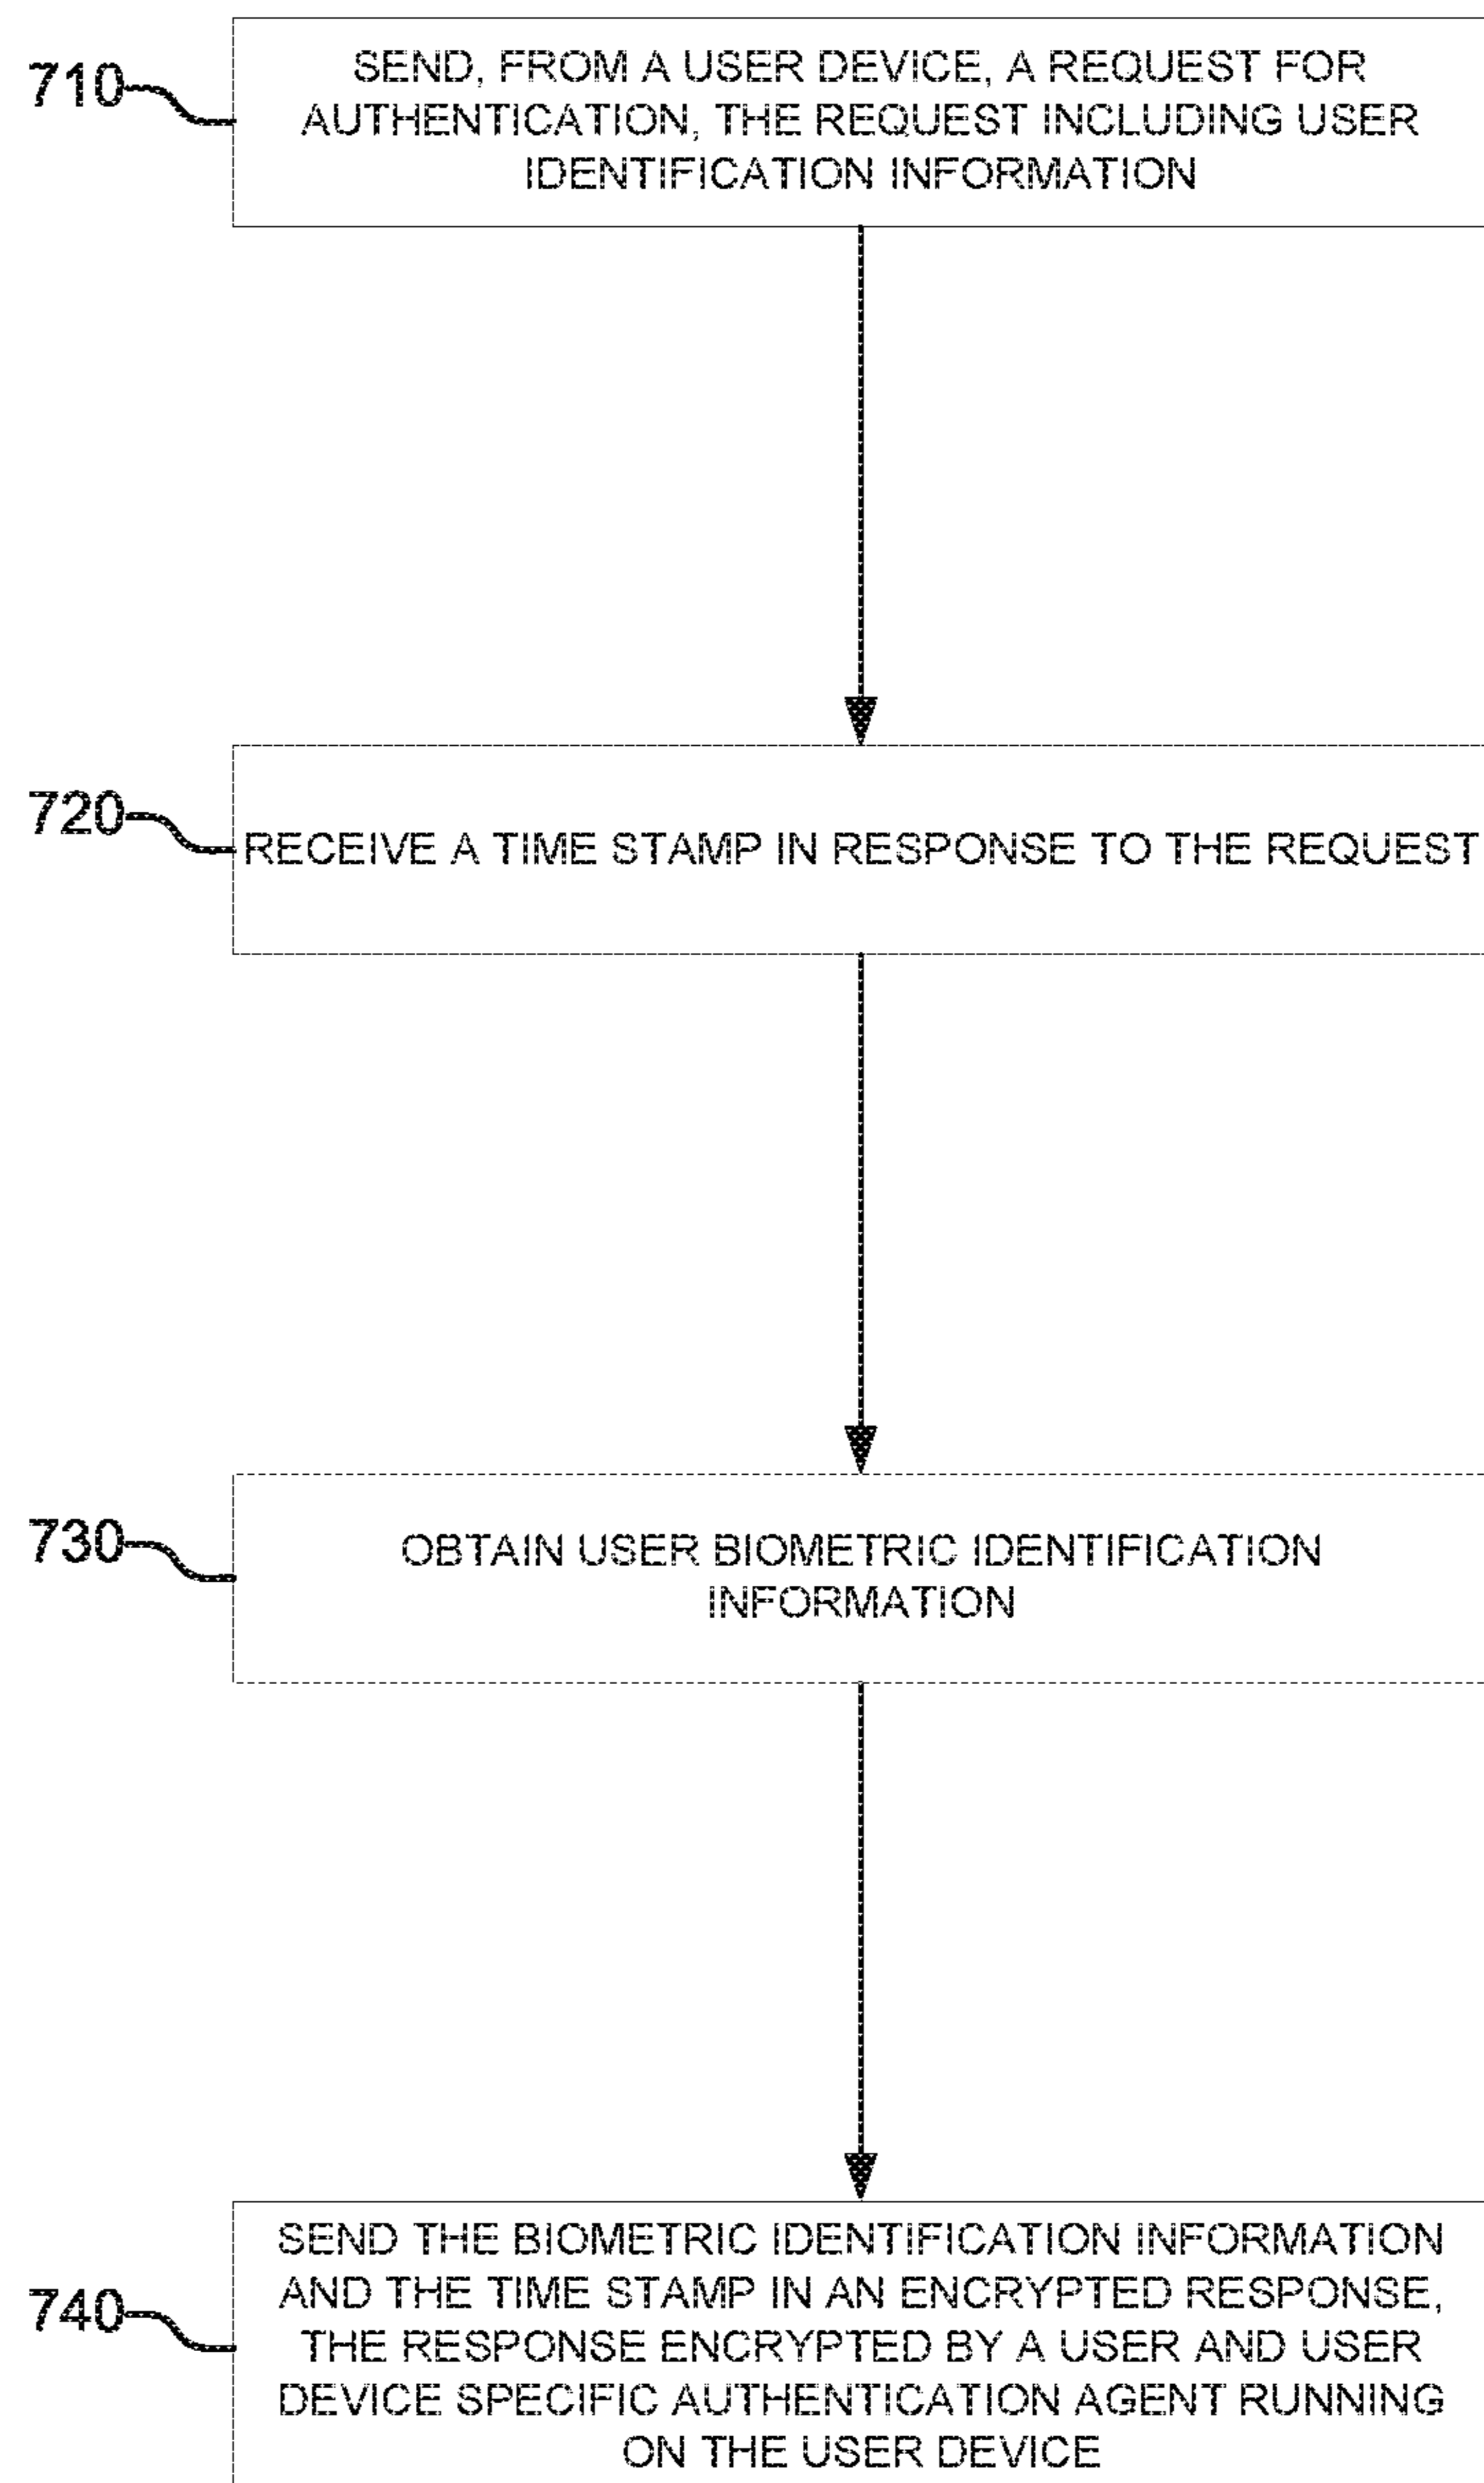 710
SEND, FROM A USER DEVICE, A REQUEST FOR
AUTHENTICATION, THE REQUEST INCLUDING USER
IDENTIFICATION INFORMATION
720
RECEIVE A TIME STAMP IN RESPONSE TO THE REQUEST
730
OBTAIN USER BIOMETRIC IDENTIFICATION
INFORMATION
740
SEND THE BIOMETRIC IDENTIFICATION INFORMATION
AND THE TIME STAMP IN AN ENCRYPTED RESPONSE,
THE RESPONSE ENCRYPTED BY A USER AND USER
DEVICE SPECIFIC AUTHENTICATION AGENT RUNNING
ON THE USER DEVICE